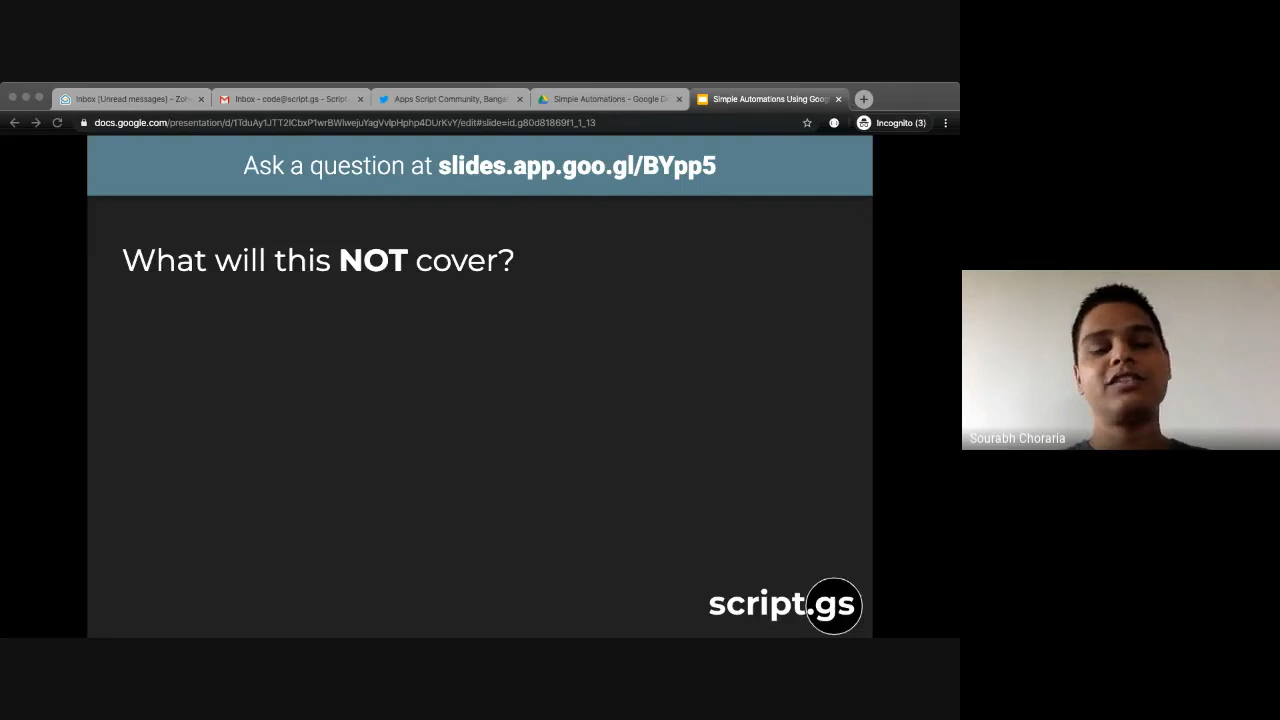 Inbox [Unread messages] - Zoh
Inbox - code@script.gs - Script
Apps Script Community, Banga
Simple Automations - Google D
Simple Automations Using Goog
docs.google.com/presentation/d/1TduAy1JTT2ICbxP1wrBWlwejuYagVvlpHphp4DUrKvY/edit#slide=id.g80d81869f1_1_13
Incognito (3)
Ask a question at slides.app.goo.gl/BYpp5
What will this NOT cover?
Sourabh Choraria
script.gs